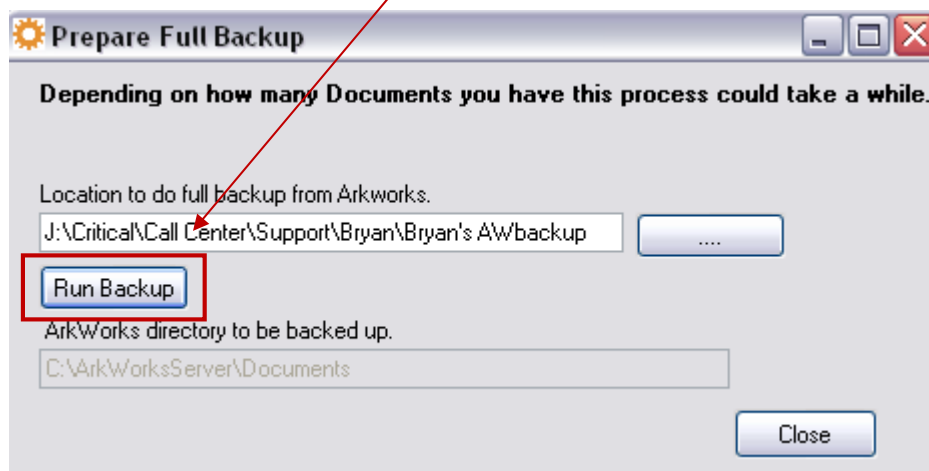 Prepare Full Backup
Depending on how many Documents you have this process could take a while.
Location to do full backup from Arkworks.
J:\Critical\Call Center\Support\Bryan\Bryan's AWbackup
....
Run Backup
ArkWorks directory to be backed up.
C:\ArkWorksServer\Documents
Close